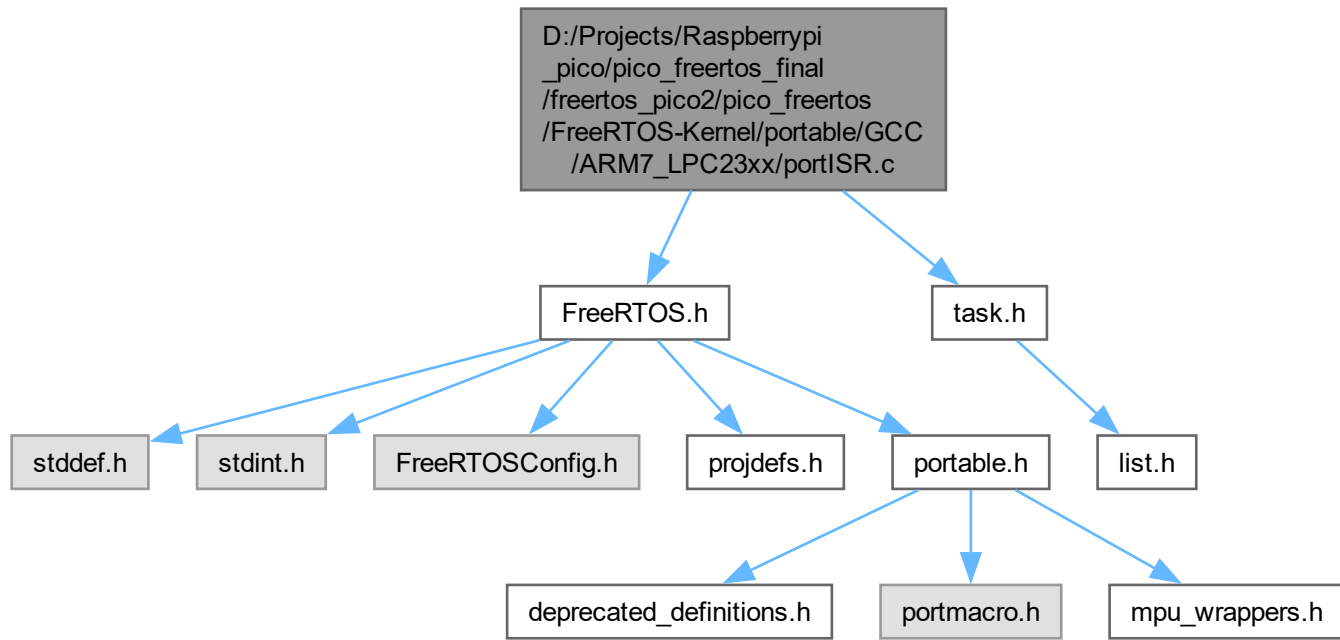 D:/Projects/Raspberrypi
_pico/pico_freertos_final
/freertos_pico2/pico_freertos
/FreeRTOS-Kernel/portable/GCC
/ARM7_LPC23xx/portISR.c
FreeRTOS.h
task.h
stddef.h
stdint.h
FreeRTOSConfig.h
projdefs.h
portable.h
list.h
deprecated_definitions.h
portmacro.h
mpu_wrappers.h